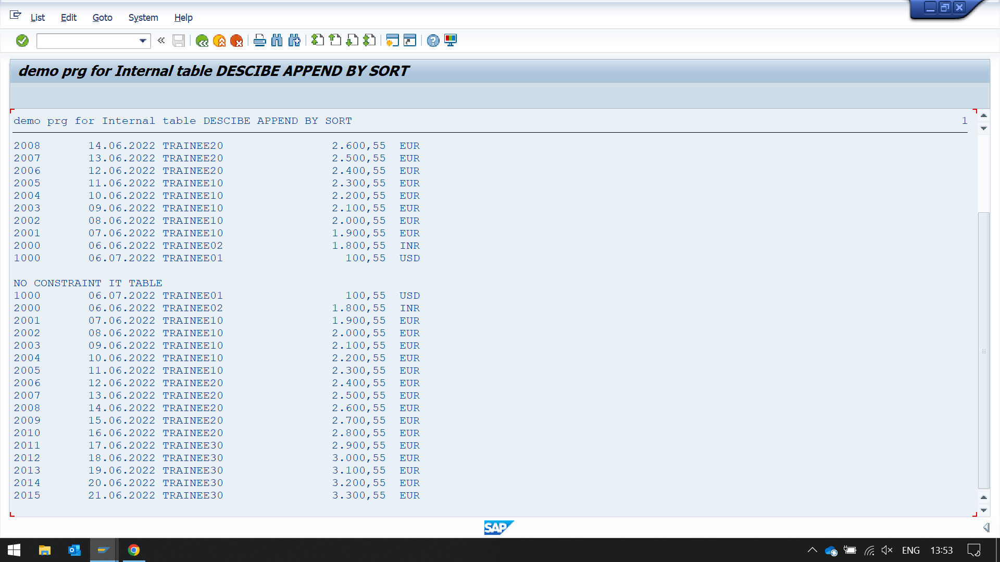 List Edit Goto System Help
demo prg for Internal table DESCIBE APPEND BY SORT
demo prg for Internal table DESCIBE APPEND BY SORT 1
2008 14.06.2022 TRAINEE20 2.600,55 EUR
2007 13.06.2022 TRAINEE20 2.500,55 EUR
2006 12.06.2022 TRAINEE20 2.400,55 EUR
2005 11.06.2022 TRAINEE10 2.300,55 EUR
2004 10.06.2022 TRAINEE10 2.200,55 EUR
2003 09.06.2022 TRAINEE10 2.100,55 EUR
2002 08.06.2022 TRAINEE10 2.000,55 EUR
2001 07.06.2022 TRAINEE10 1.900,55 EUR
2000 06.06.2022 TRAINEE02 1.800,55 INR
1000 06.07.2022 TRAINEE01 100,55 USD
NO CONSTRAINT IT TABLE
1000 06.07.2022 TRAINEE01 100,55 USD
2000 06.06.2022 TRAINEE02 1.800,55 INR
2001 07.06.2022 TRAINEE10 1.900,55 EUR
2002 08.06.2022 TRAINEE10 2.000,55 EUR
2003 09.06.2022 TRAINEE10 2.100,55 EUR
2004 10.06.2022 TRAINEE10 2.200,55 EUR
2005 11.06.2022 TRAINEE10 2.300,55 EUR
2006 12.06.2022 TRAINEE20 2.400,55 EUR
2007 13.06.2022 TRAINEE20 2.500,55 EUR
2008 14.06.2022 TRAINEE20 2.600,55 EUR
2009 15.06.2022 TRAINEE20 2.700,55 EUR
2010 16.06.2022 TRAINEE20 2.800,55 EUR
2011 17.06.2022 TRAINEE30 2.900,55 EUR
2012 18.06.2022 TRAINEE30 3.000,55 EUR
2013 19.06.2022 TRAINEE30 3.100,55 EUR
2014 20.06.2022 TRAINEE30 3.200,55 EUR
2015 21.06.2022 TRAINEE30 3.300,55 EUR
SAP
ENG 13:53